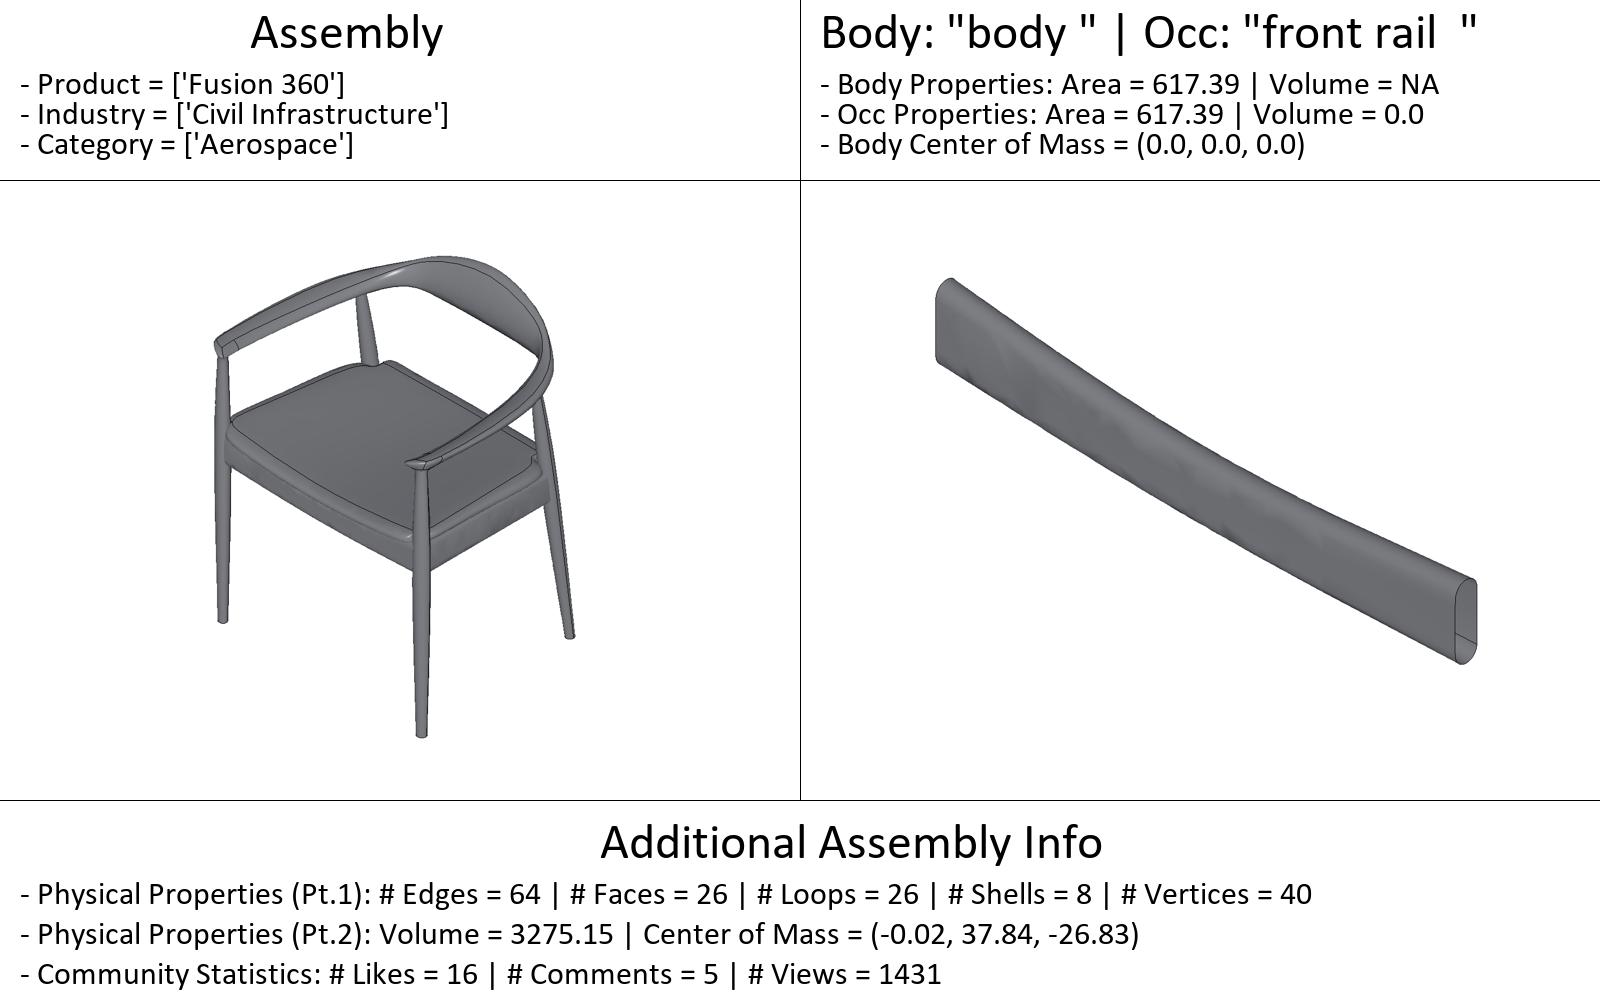 Assembly
- Product = ['Fusion 360']
- Industry = ['Civil Infrastructure']
- Category = ['Aerospace']
Body: "body " | Occ: "front rail  "
- Body Properties: Area = 617.39 | Volume = NA
- Occ Properties: Area = 617.39 | Volume = 0.0
- Body Center of Mass = (0.0, 0.0, 0.0)
Additional Assembly Info
- Physical Properties (Pt.1): # Edges = 64 | # Faces = 26 | # Loops = 26 | # Shells = 8 | # Vertices = 40
- Physical Properties (Pt.2): Volume = 3275.15 | Center of Mass = (-0.02, 37.84, -26.83)
- Community Statistics: # Likes = 16 | # Comments = 5 | # Views = 1431